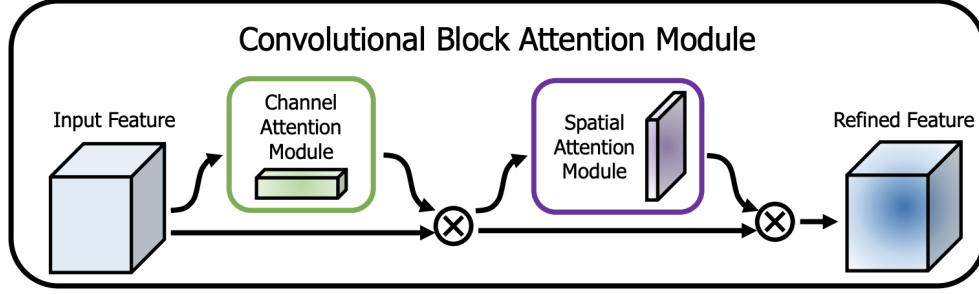 Convolutional Block Attention Module
Input Feature
Channel
Attention
Module
Spatial
Attention
Module
Refined Feature